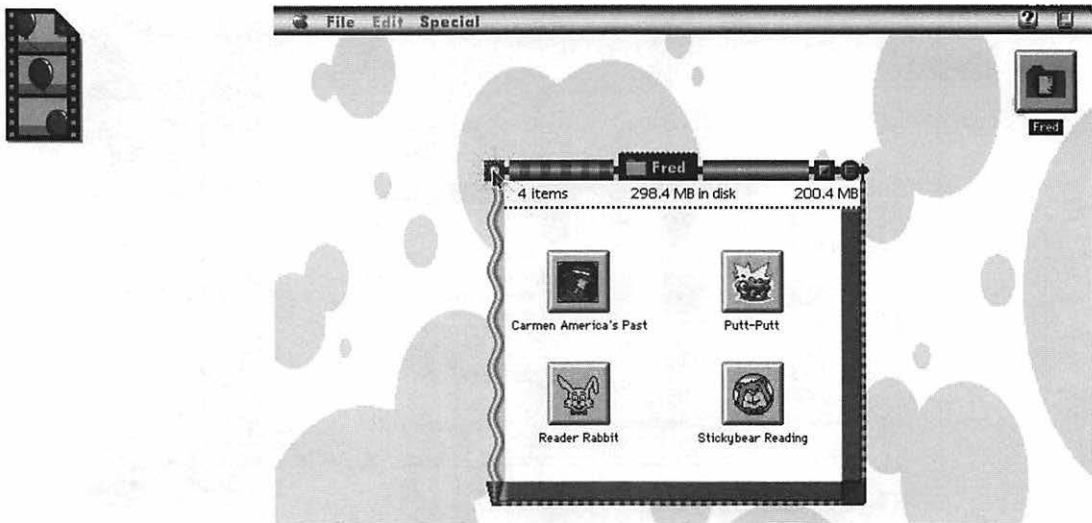 File Edit Special
?
Fred
Fred
4 items 298.4 MB in disk 200.4 MB
Carmen America's Past Putt-Putt
Reader Rabbit Stickybear Reading